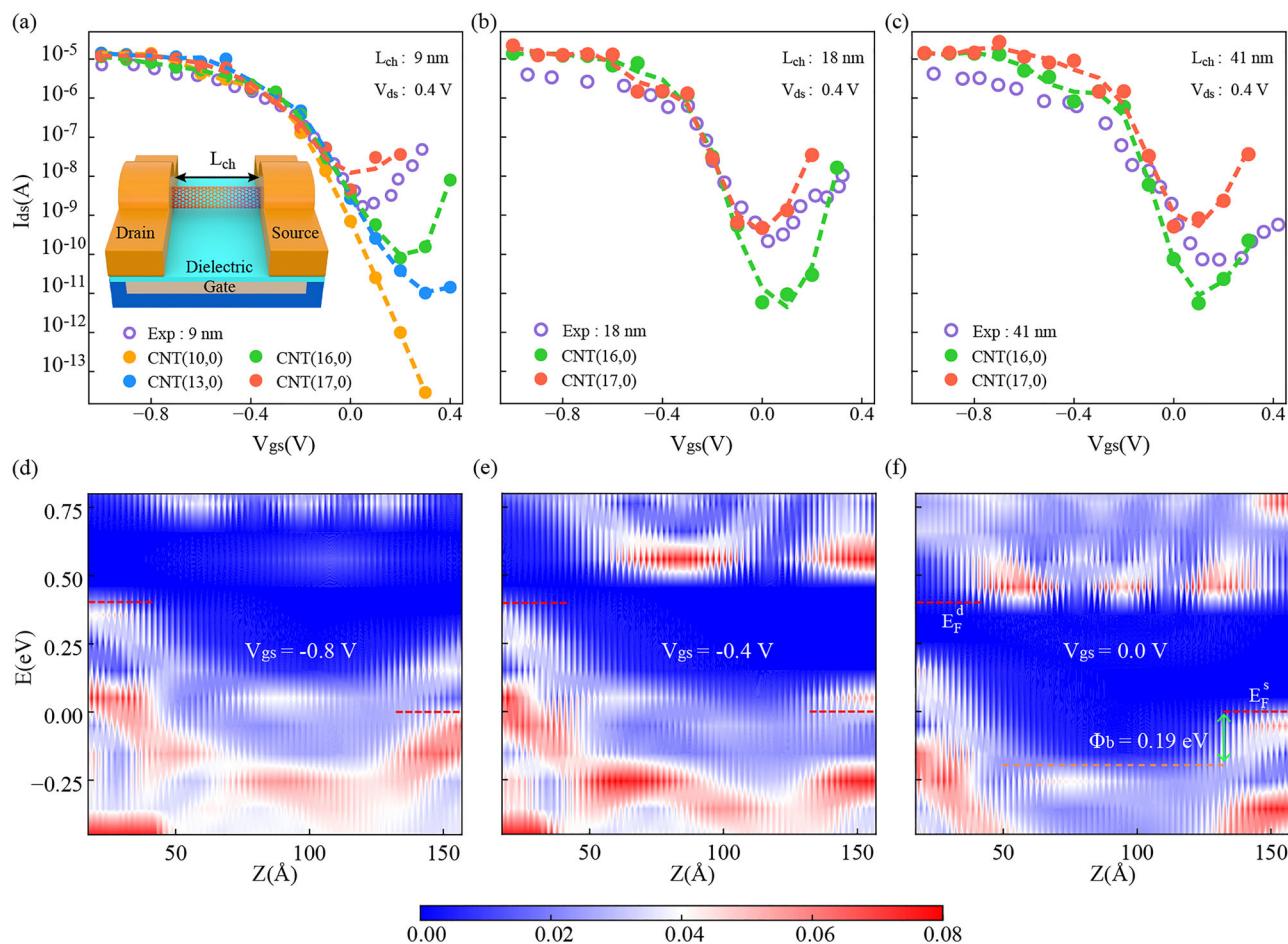 (a)
(b)
(c)
Ids(A)
10-5
10-6
10-7
10-8
10-9
10-10
10-11
10-12
10-13
Lch : 9 nm
Vds : 0.4 V
Lch
Drain
Source
Dielectric
Gate
Exp : 9 nm
CNT(10,0)
CNT(16,0)
CNT(13,0)
CNT(17,0)
−0.8
−0.4
0.0
0.4
Vgs(V)
Lch : 18 nm
Vds : 0.4 V
Exp : 18 nm
CNT(16,0)
CNT(17,0)
−0.8
−0.4
0.0
0.4
Vgs(V)
Lch : 41 nm
Vds : 0.4 V
Exp : 41 nm
CNT(16,0)
CNT(17,0)
−0.8
−0.4
0.0
0.4
Vgs(V)
(d)
(e)
(f)
E(eV)
0.75
0.50
0.25
0.00
−0.25
Vgs = -0.8 V
50
100
150
Z(Å)
Vgs = -0.4 V
50
100
150
Z(Å)
EFd
Vgs = 0.0 V
EFs
Φb = 0.19 eV
50
100
150
Z(Å)
0.00
0.02
0.04
0.06
0.08